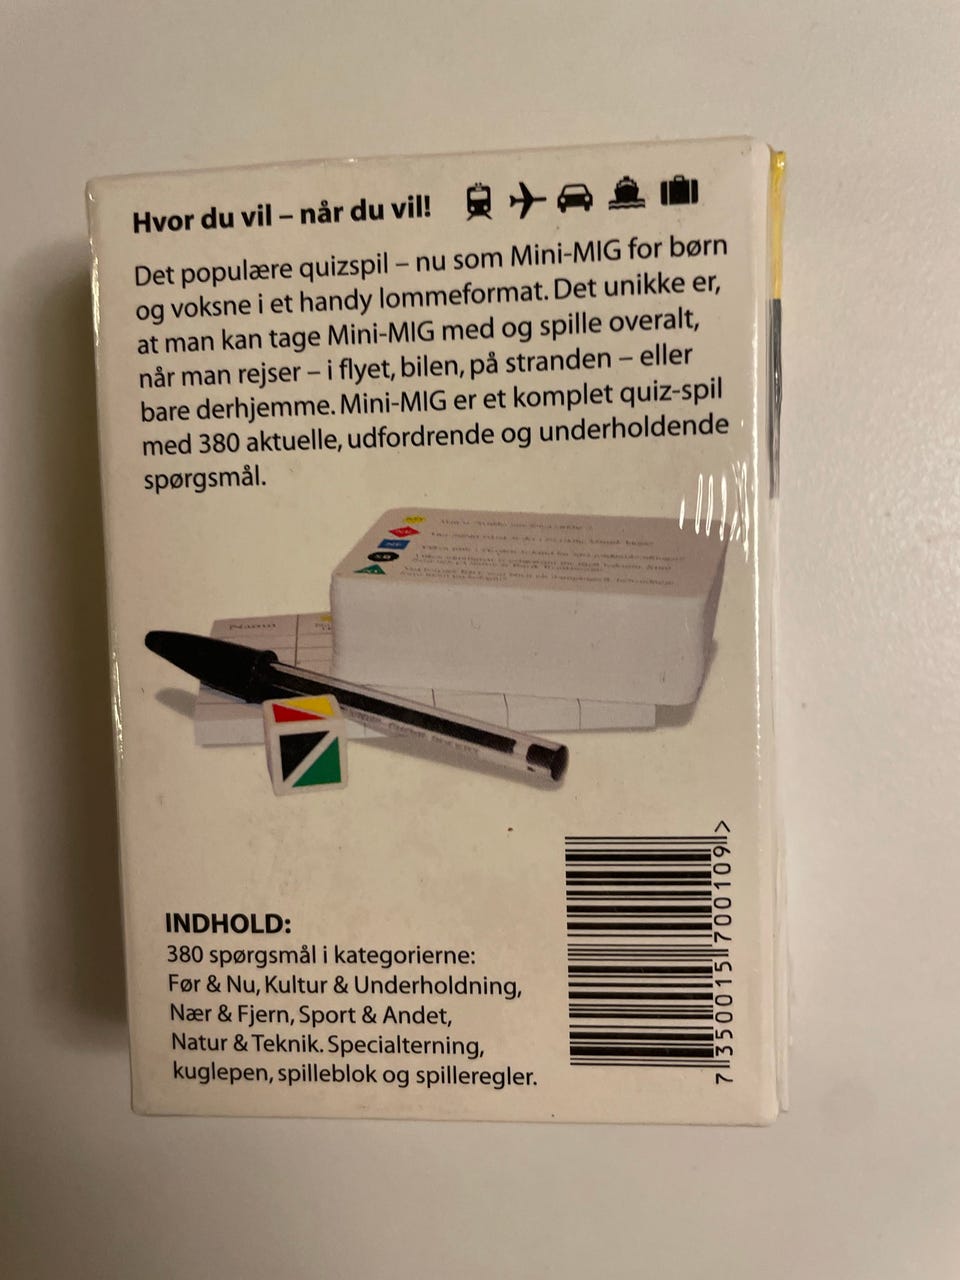 Hvor du vil – når du vil!
Det populære quizspil – nu som Mini-MIG for børn
og voksne i et handy lommeformat. Det unikke er,
at man kan tage Mini-MIG med og spille overalt,
når man rejser – i flyet, bilen, på stranden – eller
bare derhjemme. Mini-MIG er et komplet quiz-spil
med 380 aktuelle, udfordrende og underholdende
spørgsmål.
INDHOLD:
380 spørgsmål i kategorierne:
Før & Nu, Kultur & Underholdning,
Nær & Fjern, Sport & Andet,
Natur & Teknik. Specialterning,
kuglepen, spilleblok og spilleregler.
7 350015 700109 >